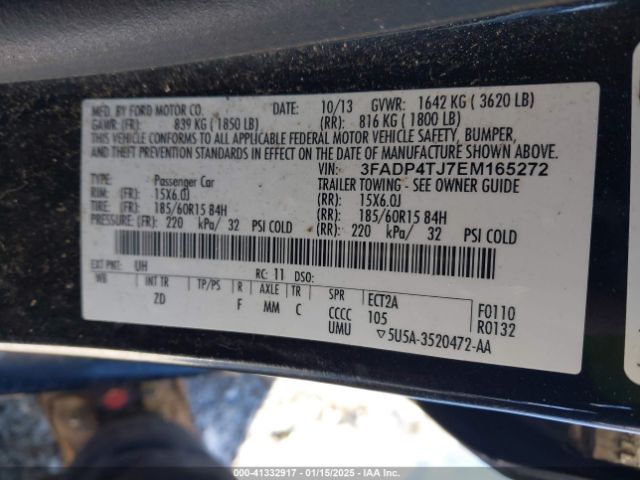 MFD. BY FORD MOTOR CO. DATE: 10/13 GVWR: 1642 KG ( 3620 LB)
GAWR: (FR): 839 KG ( 1850 LB) (RR): 816 KG ( 1800 LB)
THIS VEHICLE CONFORMS TO ALL APPLICABLE FEDERAL MOTOR VEHICLE SAFETY, BUMPER,
AND THEFT PREVENTION STANDARDS IN EFFECT ON THE DATE OF MANUFACTURE SHOWN ABOVE.
VIN: 3FADP4TJ7EM165272
TYPE: Passenger Car TRAILER TOWING - SEE OWNER GUIDE
RIM: (FR): 15X6.0J (RR): 15X6.0J
TIRE: (FR): 185/60R15 84H (RR): 185/60R15 84H
PRESSURE: (FR): 220 kPa/ 32 PSI COLD (RR): 220 kPa/ 32 PSI COLD
EXT PNT: UH RC: 11 DSO:
WB INT TR TP/PS R AXLE TR SPR ECT2A
ZD F MM C CCCC 105 F0110
UMU ▽5U5A-3520472-AA R0132
000-41332917 - 01/15/2025 - IAA Inc.